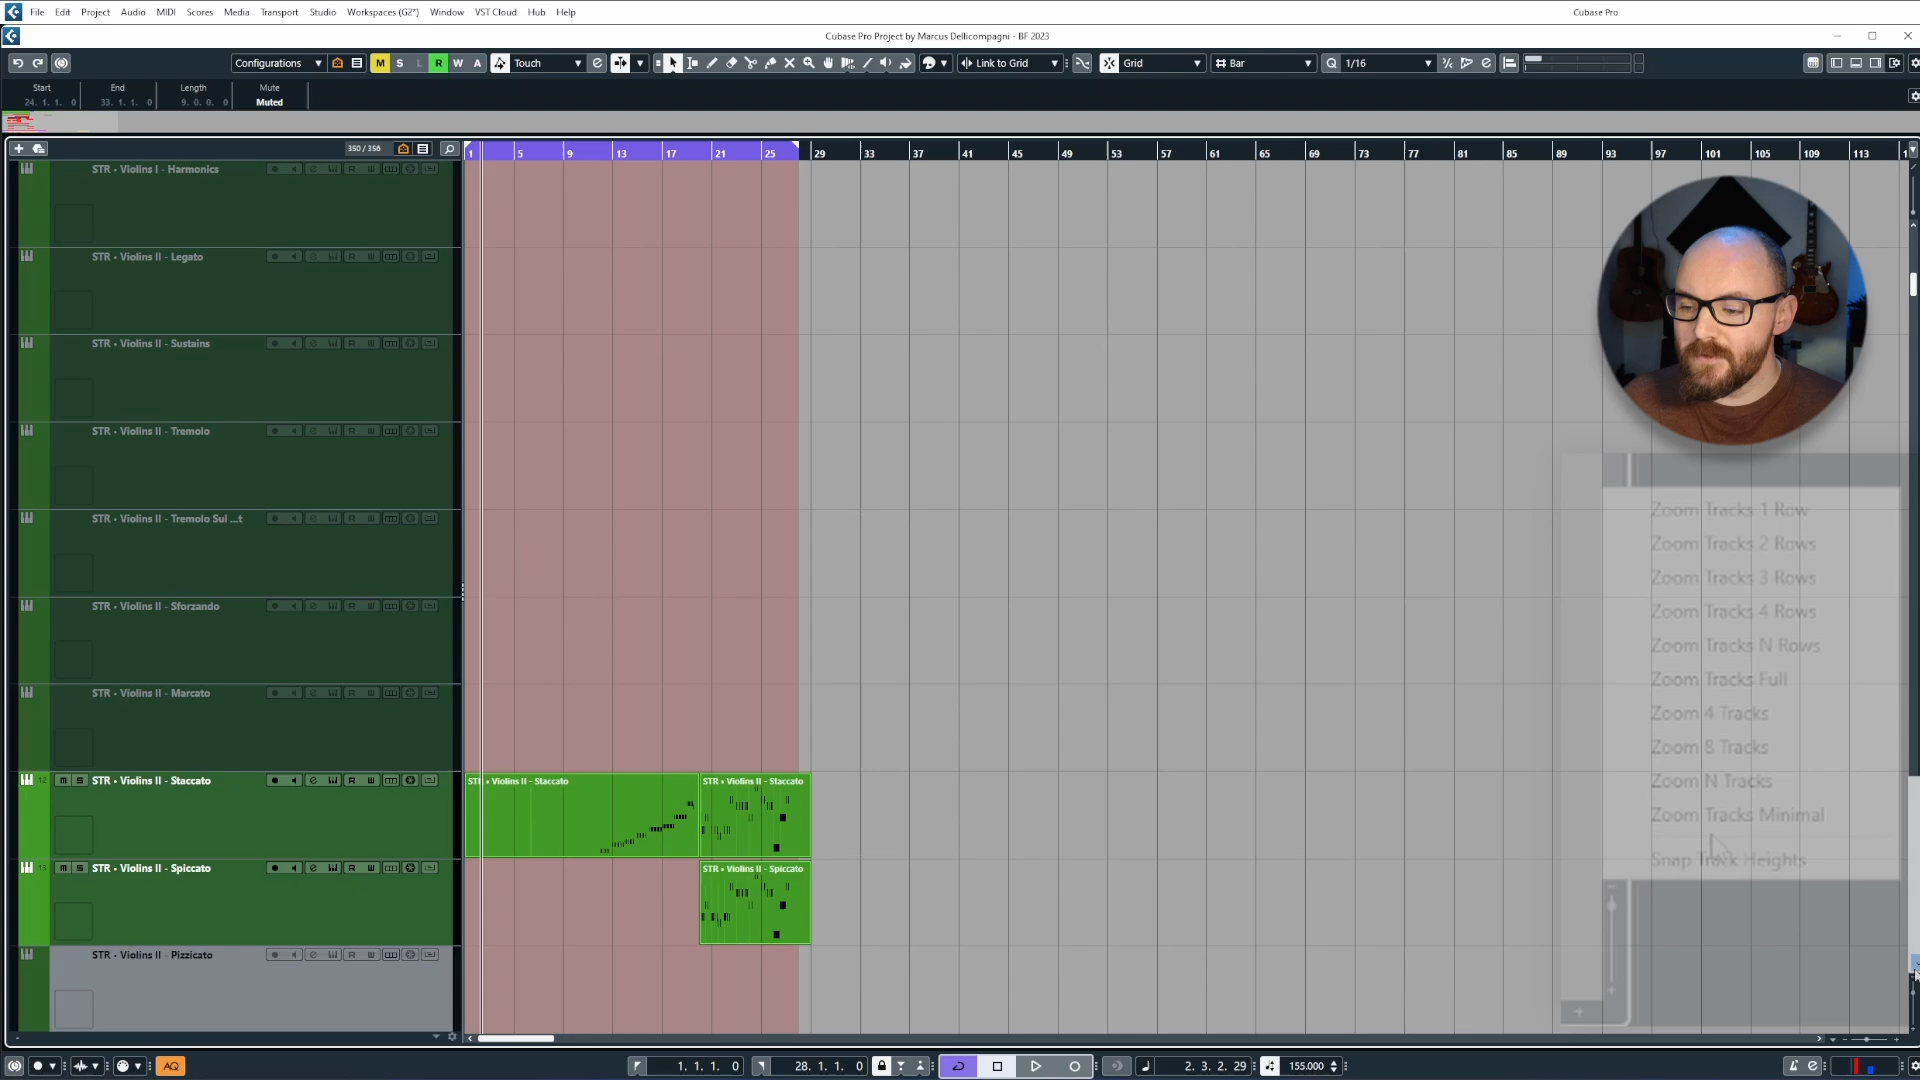 File Edit Project Audio MIDI Scores Media Transport Studio Workspaces (G2*) Window VST Cloud Hub Help Cubase Pro
Cubase Pro Project by Marcus Dellicompagni - BF 2023
Configurations M S L R W A Touch Link to Grid Grid Bar Q 1/16
Start End Length Mute
24. 1. 1. 0 33. 1. 1. 0 9. 0. 0. 0 Muted
350 / 356 1 5 9 13 17 21 25 29 33 37 41 45 49 53 57 61 65 69 73 77 81 85 89 93 97 101 105 109 113
STR • Violins I - Harmonics
STR • Violins II - Legato
STR • Violins II - Sustains
STR • Violins II - Tremolo
STR • Violins II - Tremolo Sul ...t
STR • Violins II - Sforzando
STR • Violins II - Marcato
12 m S STR • Violins II - Staccato R STR • Violins II - Staccato STR • Violins II - Staccato
13 m S STR • Violins II - Spiccato R STR • Violins II - Spiccato
STR • Violins II - Pizzicato
Zoom Tracks 1 Row
Zoom Tracks 2 Rows
Zoom Tracks 3 Rows
Zoom Tracks 4 Rows
Zoom Tracks N Rows
Zoom Tracks Full
Zoom 4 Tracks
Zoom 8 Tracks
Zoom N Tracks
Zoom Tracks Minimal
Snap Track Heights
AQ 1. 1. 1. 0 28. 1. 1. 0 2. 3. 2. 29 155.000